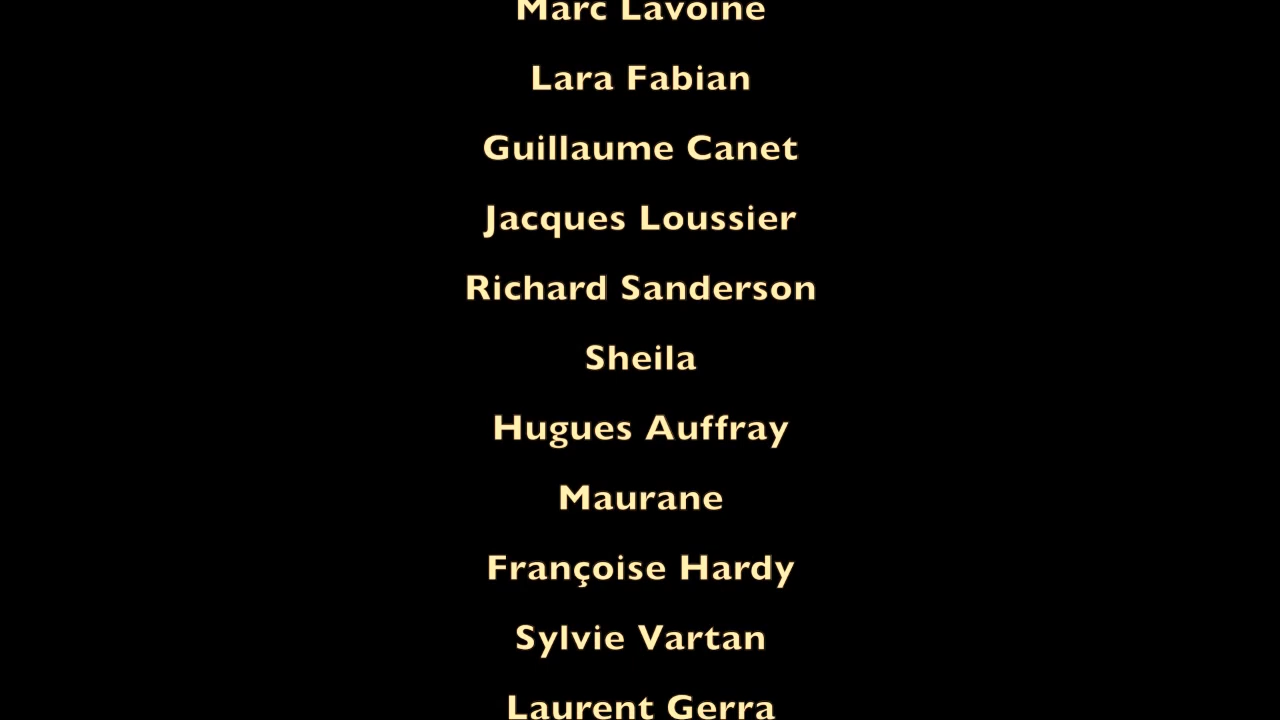 Marc Lavoine
Lara Fabian
Guillaume Canet
Jacques Loussier
Richard Sanderson
Sheila
Hugues Auffray
Maurane
Françoise Hardy
Sylvie Vartan
Laurent Gerra